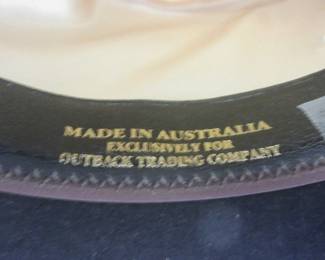 MADE IN AUSTRALIA
EXCLUSIVELY FOR
OUTBACK TRADING COMPANY